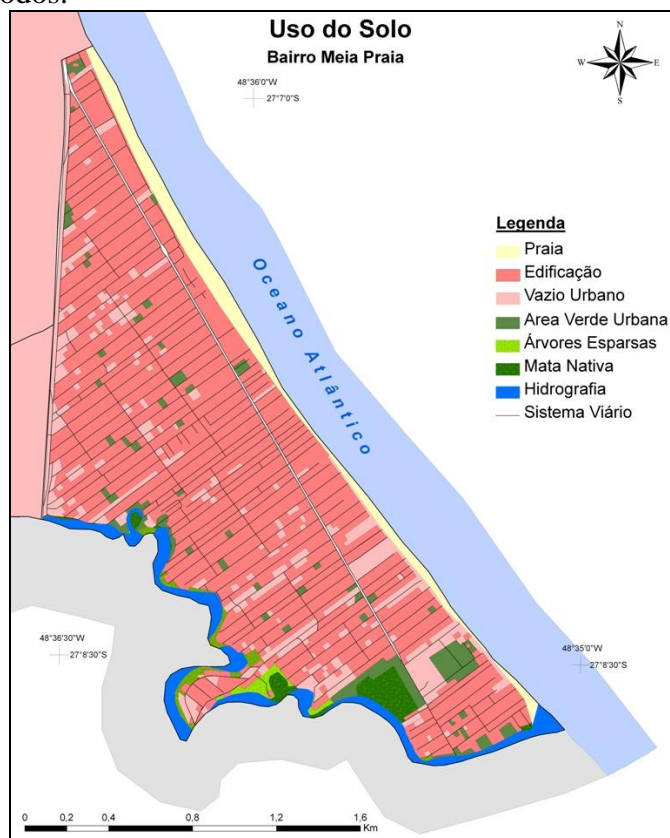 odos.
Uso do Solo
Bairro Meia Praia
N
W
E
S
48°36'0"W
27°7'0"S
Legenda
Praia
Edificação
Vazio Urbano
Area Verde Urbana
Árvores Esparsas
Mata Nativa
Hidrografia
Sistema Viário
Oceano Atlântico
48°36'30"W
27°8'30"S
48°35'0"W
27°8'30"S
0 0,2 0,4 0,8 1,2 1,6
Km